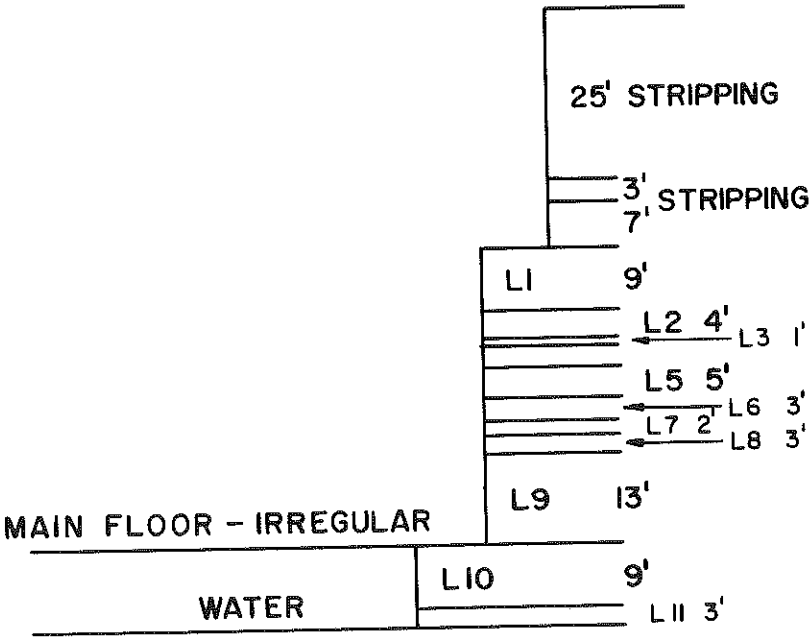 25' STRIPPING
3'
STRIPPING
7'
L1 9'
L2 4'
L3 1'
L5 5'
L6 3'
L7 2'
L8 3'
L9 13'
MAIN FLOOR - IRREGULAR
L10 9'
WATER
L11 3'